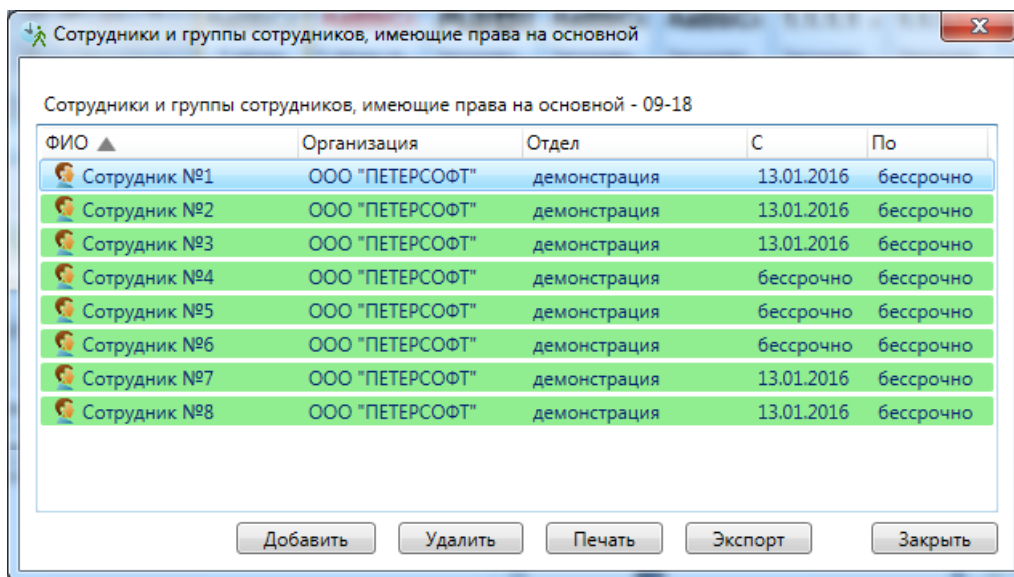 Сотрудники и группы сотрудников, имеющие права на основной
Сотрудники и группы сотрудников, имеющие права на основной - 09-18
ФИО Организация Отдел С По
Сотрудник №1 ООО "ПЕТЕРСОФТ" демонстрация 13.01.2016 бессрочно
Сотрудник №2 ООО "ПЕТЕРСОФТ" демонстрация 13.01.2016 бессрочно
Сотрудник №3 ООО "ПЕТЕРСОФТ" демонстрация 13.01.2016 бессрочно
Сотрудник №4 ООО "ПЕТЕРСОФТ" демонстрация бессрочно бессрочно
Сотрудник №5 ООО "ПЕТЕРСОФТ" демонстрация бессрочно бессрочно
Сотрудник №6 ООО "ПЕТЕРСОФТ" демонстрация бессрочно бессрочно
Сотрудник №7 ООО "ПЕТЕРСОФТ" демонстрация 13.01.2016 бессрочно
Сотрудник №8 ООО "ПЕТЕРСОФТ" демонстрация 13.01.2016 бессрочно
Добавить Удалить Печать Экспорт Закрыть